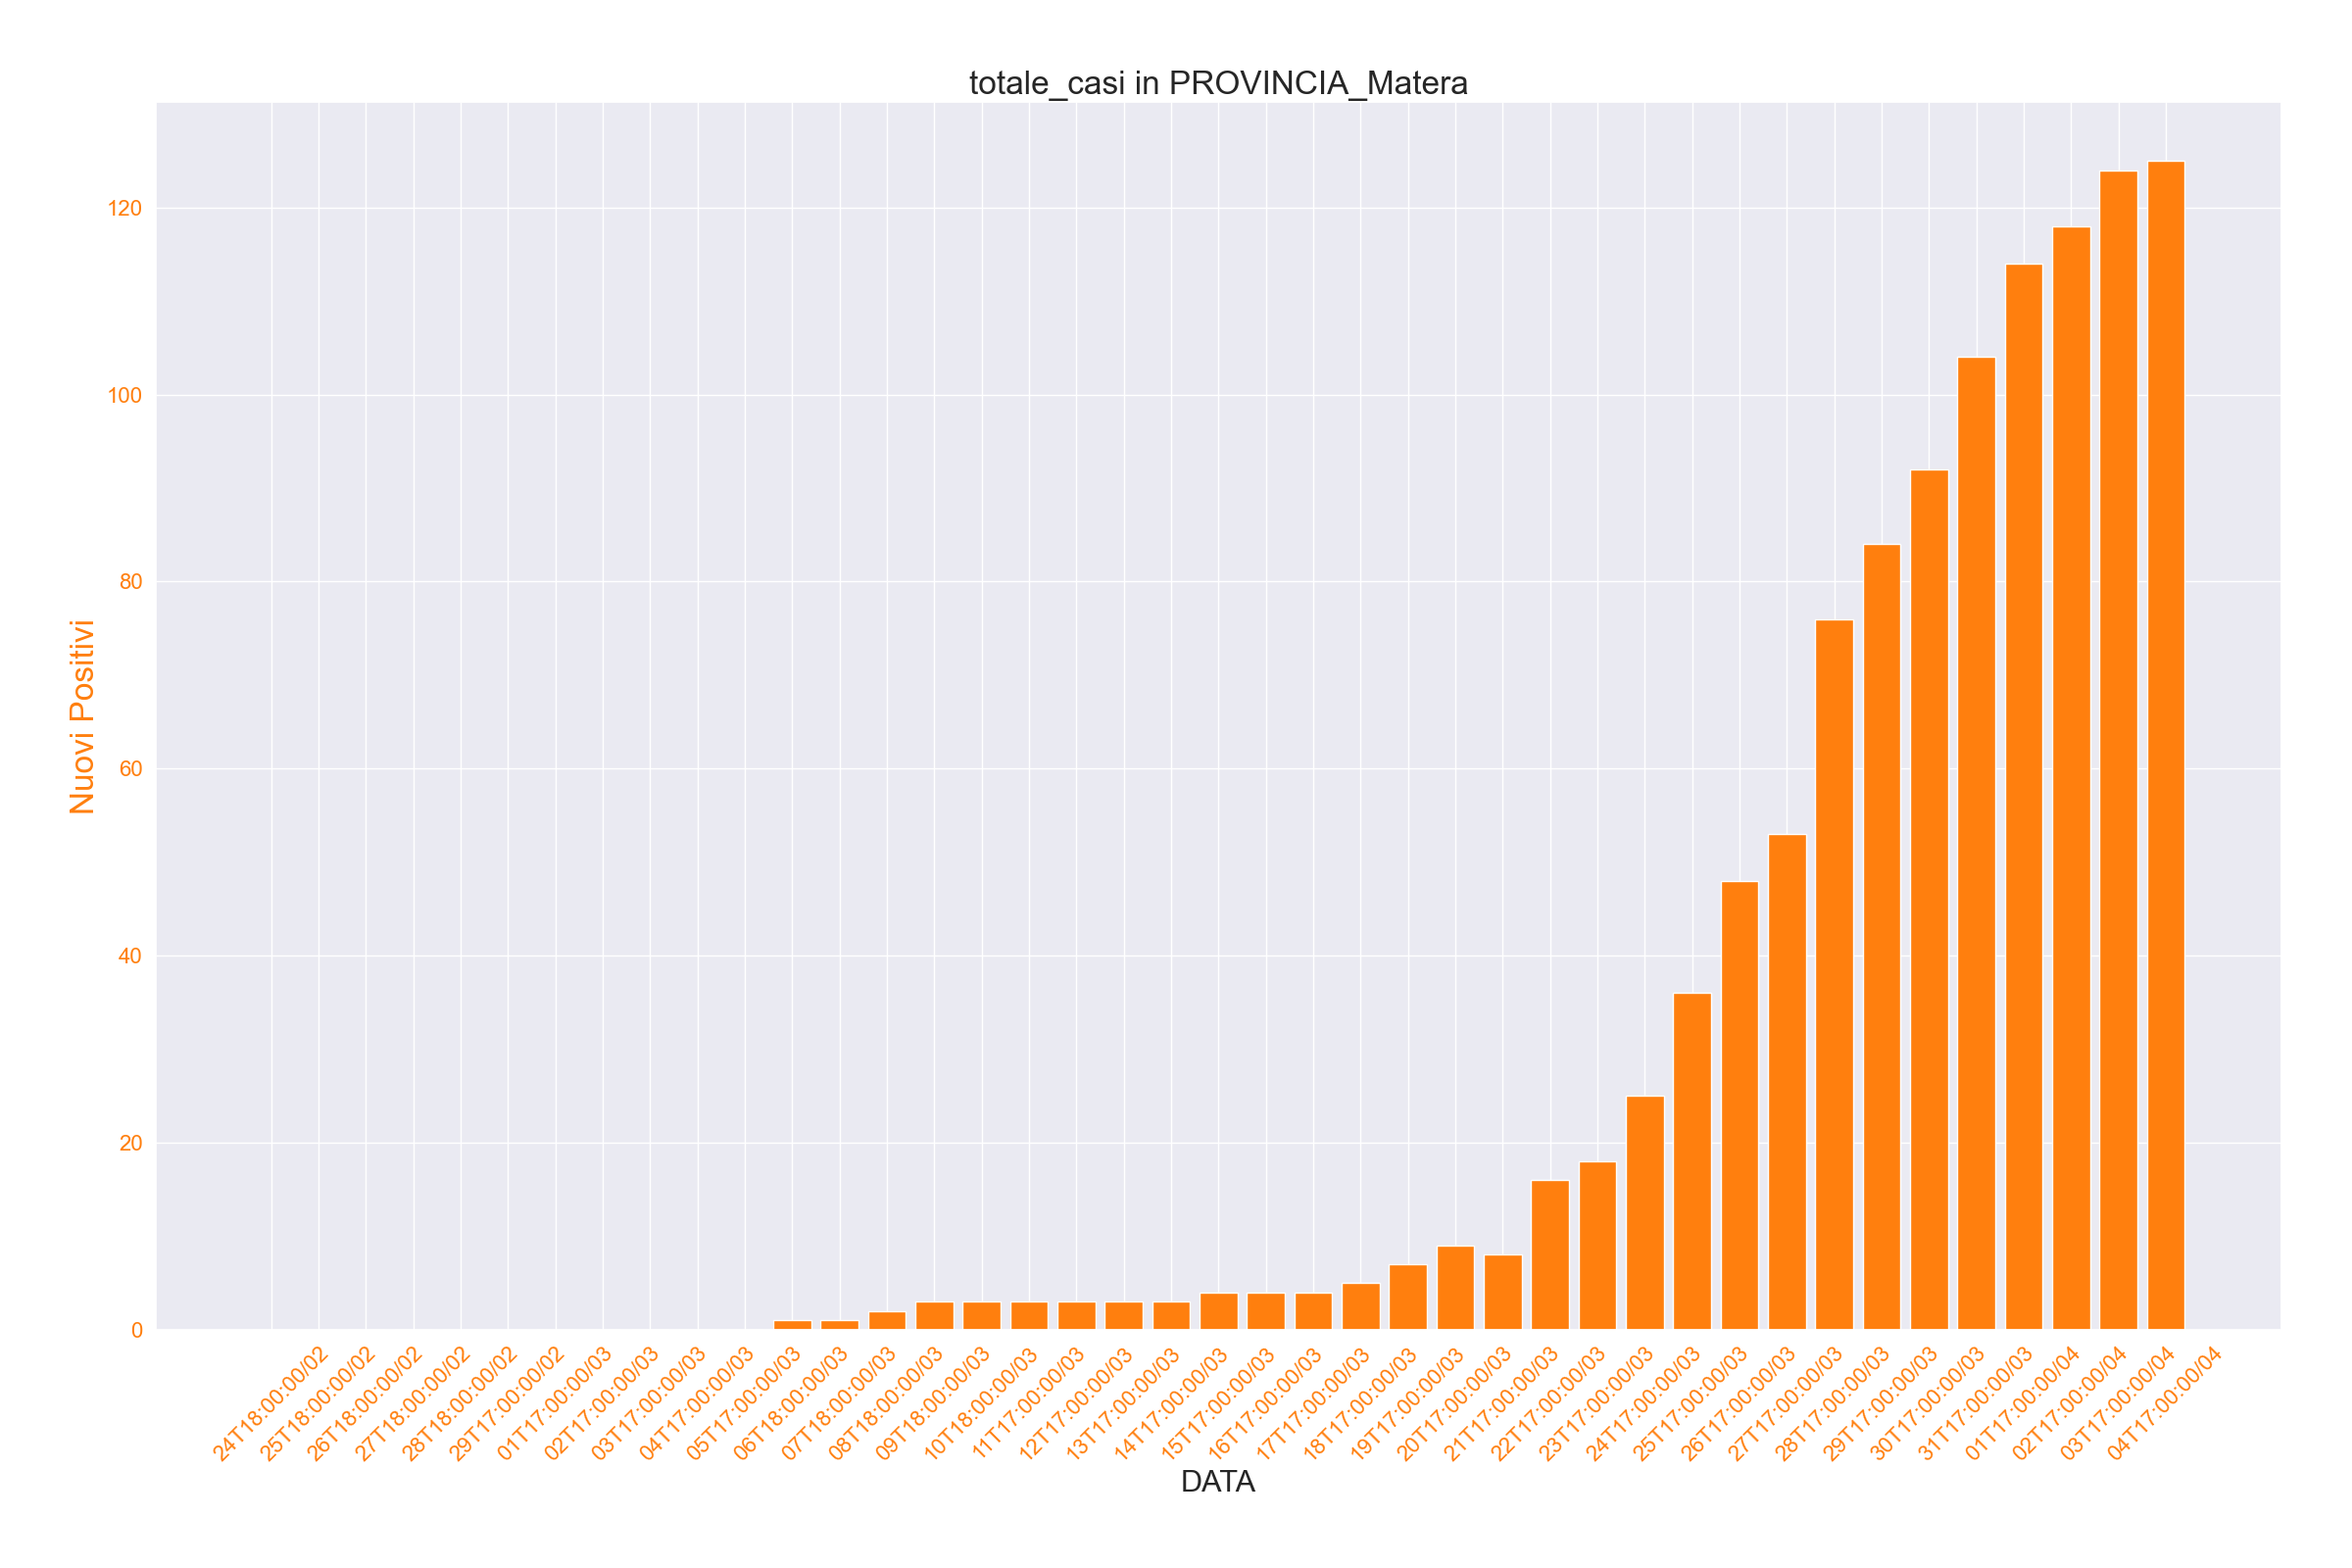 totale_casi in PROVINCIA_Matera
Nuovi Positivi
120
100
80
60
40
20
0
24T18:00:00/02
25T18:00:00/02
26T18:00:00/02
27T18:00:00/02
28T18:00:00/02
29T17:00:00/02
01T17:00:00/03
02T17:00:00/03
03T17:00:00/03
04T17:00:00/03
05T17:00:00/03
06T18:00:00/03
07T18:00:00/03
08T18:00:00/03
09T18:00:00/03
10T18:00:00/03
11T17:00:00/03
12T17:00:00/03
13T17:00:00/03
14T17:00:00/03
15T17:00:00/03
16T17:00:00/03
17T17:00:00/03
18T17:00:00/03
19T17:00:00/03
20T17:00:00/03
21T17:00:00/03
22T17:00:00/03
23T17:00:00/03
24T17:00:00/03
25T17:00:00/03
26T17:00:00/03
27T17:00:00/03
28T17:00:00/03
29T17:00:00/03
30T17:00:00/03
31T17:00:00/03
01T17:00:00/04
02T17:00:00/04
03T17:00:00/04
04T17:00:00/04
DATA